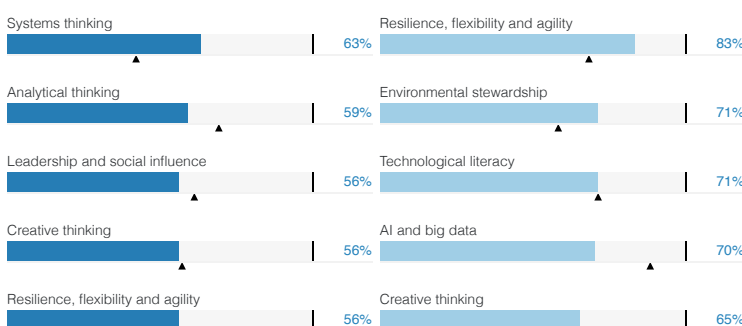 Systems thinking
63%
Analytical thinking
59%
Leadership and social influence
56%
Creative thinking
56%
Resilience, flexibility and agility
56%
Resilience, flexibility and agility
83%
Environmental stewardship
71%
Technological literacy
71%
AI and big data
70%
Creative thinking
65%